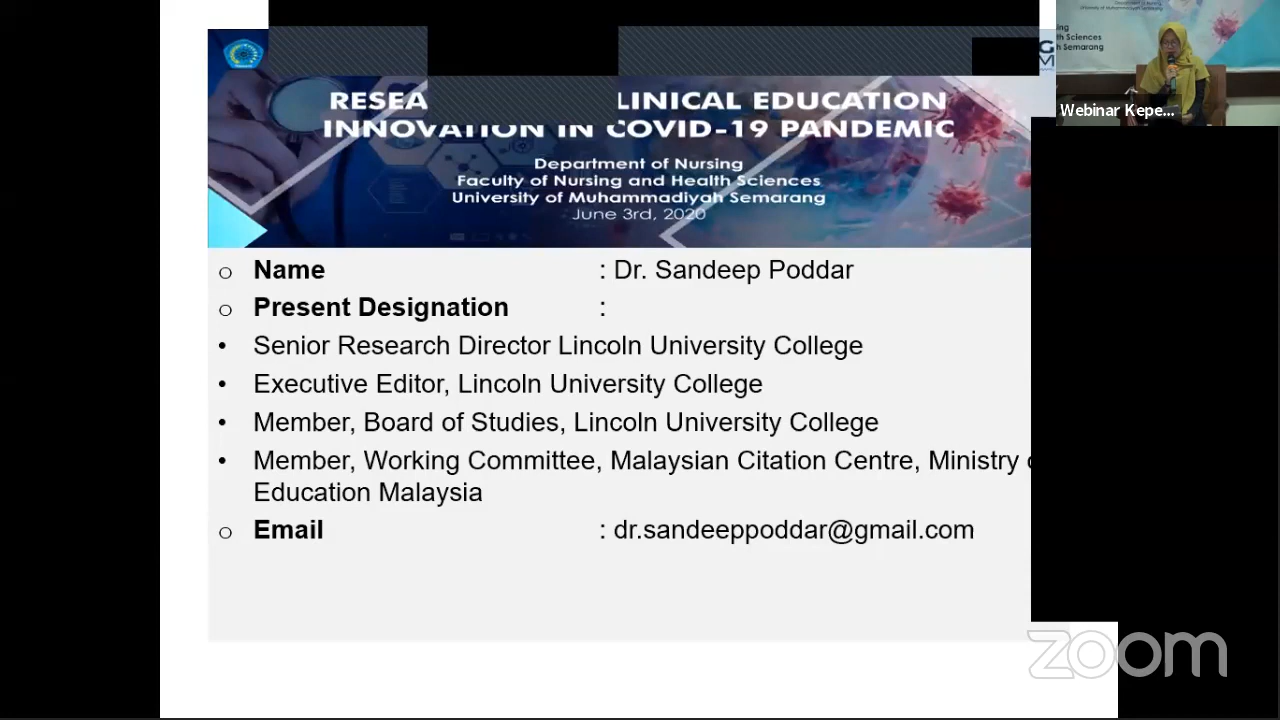 RESEA LINICAL EDUCATION
INNOVATION IN COVID-19 PANDEMIC
Department of Nursing
Faculty of Nursing and Health Sciences
University of Muhammadiyah Semarang
June 3rd, 2020
o Name : Dr. Sandeep Poddar
o Present Designation :
• Senior Research Director Lincoln University College
• Executive Editor, Lincoln University College
• Member, Board of Studies, Lincoln University College
• Member, Working Committee, Malaysian Citation Centre, Ministry
Education Malaysia
o Email : dr.sandeeppoddar@gmail.com
Webinar Kepe...
zoom